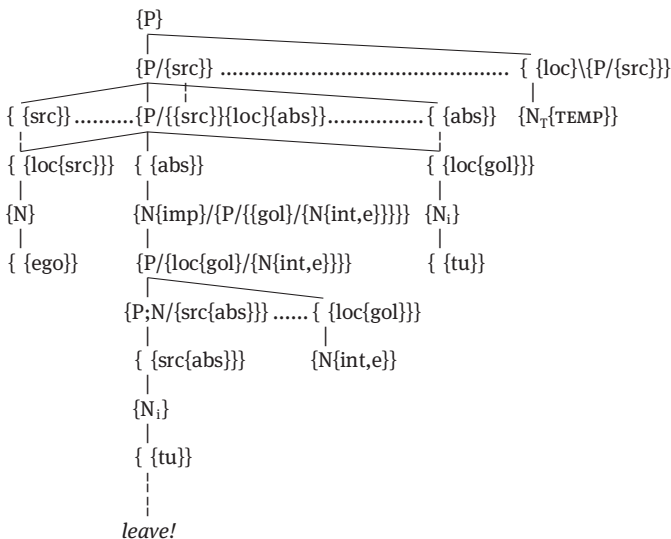 {P}
{P/{src}} ................................................ { {loc}\{P/{src}}}
{ {src}} ..........{P/{{src}}{loc}{abs}}................{ {abs}} {N_T{TEMP}}
{ {loc{src}}} { {abs}} { {loc{gol}}}
{N} {N{imp}/{P/{{gol}/{N{int,e}}}}} {N_i}
{ {ego}} {P/{loc{gol}/{N{int,e}}}} { {tu}}
{P;N/{src{abs}}} ...... { {loc{gol}}}
{ {src{abs}}} {N{int,e}}
{N_i}
{ {tu}}
leave!